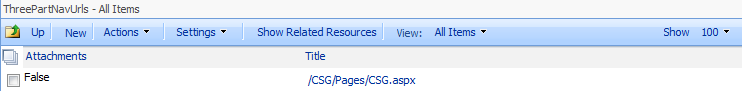 ThreePartNavUrls - All Items
Up New Actions Settings Show Related Resources View: All Items Show 100
Attachments Title
False /CSG/Pages/CSG.aspx